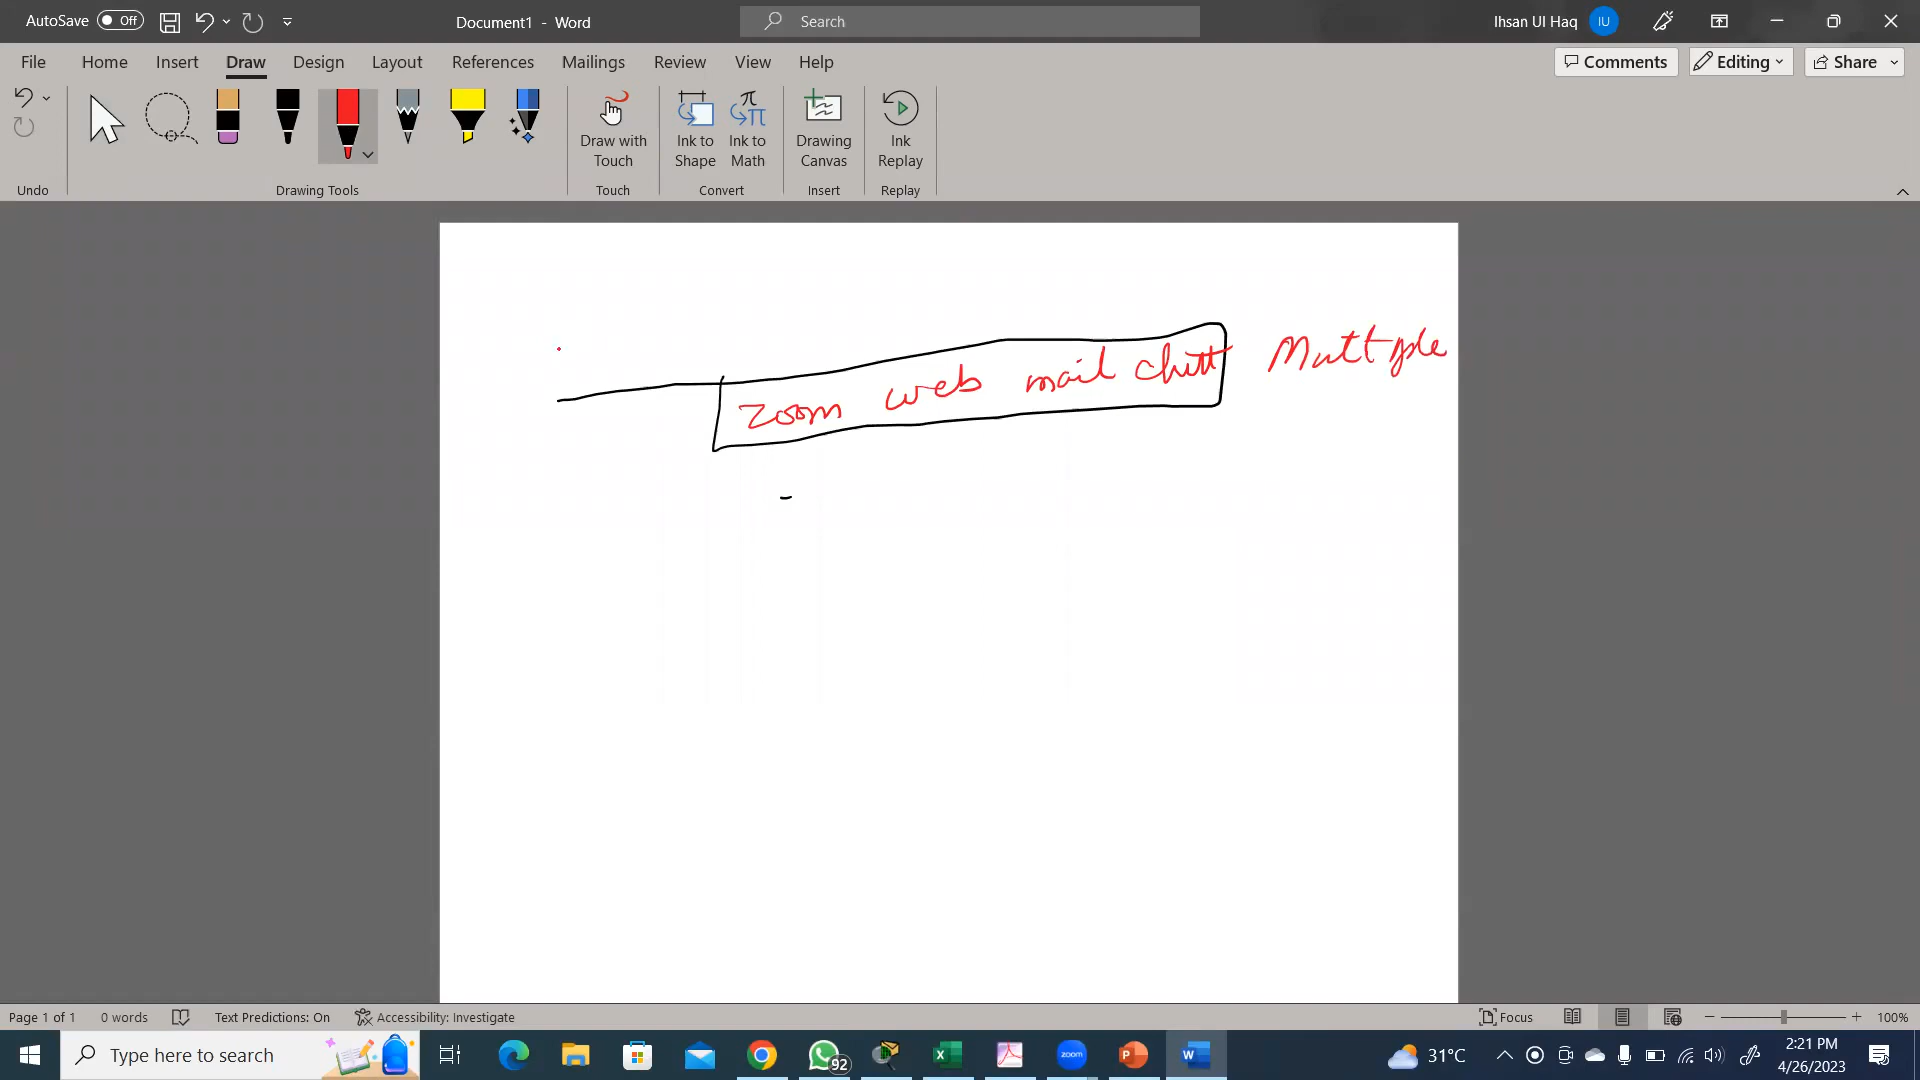 AutoSave Off Document1 - Word Search Ihsan Ul Haq IU
File Home Insert Draw Design Layout References Mailings Review View Help Comments Editing Share
Draw with Touch Ink to Shape Ink to Math Drawing Canvas Ink Replay
Undo Drawing Tools Touch Convert Insert Replay
zoom web mail chatt Multiple
Page 1 of 1 0 words Text Predictions: On Accessibility: Investigate Focus 100%
Type here to search 92 zoom 31°C 2:21 PM
4/26/2023